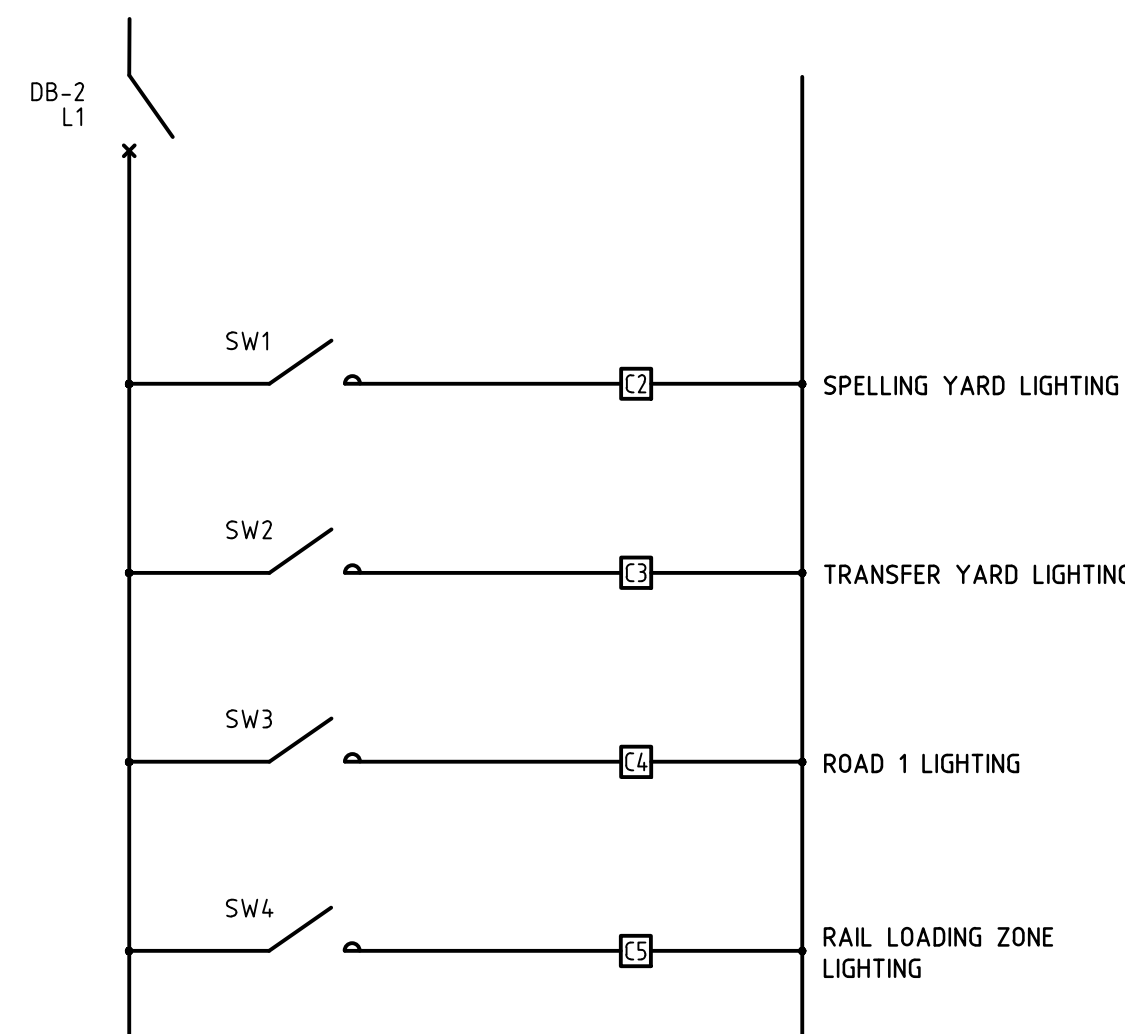 DB-2
L1
SW1
C2
SPELLING YARD LIGHTING
SW2
C3
TRANSFER YARD LIGHTING
SW3
C4
ROAD 1 LIGHTING
SW4
C5
RAIL LOADING ZONE
LIGHTING